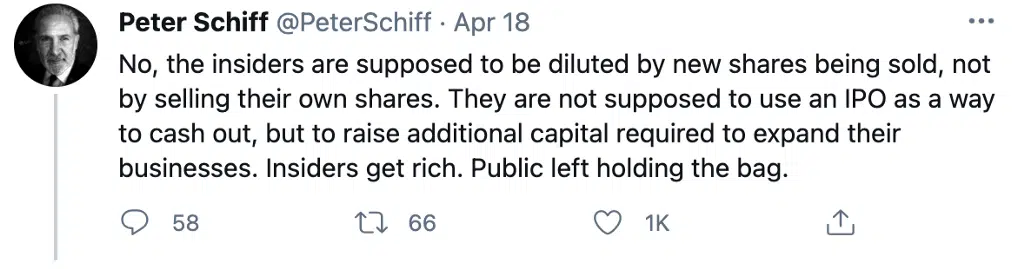 Peter Schiff @PeterSchiff · Apr 18
No, the insiders are supposed to be diluted by new shares being sold, not
by selling their own shares. They are not supposed to use an IPO as a way
to cash out, but to raise additional capital required to expand their
businesses. Insiders get rich. Public left holding the bag.
58 66 1K